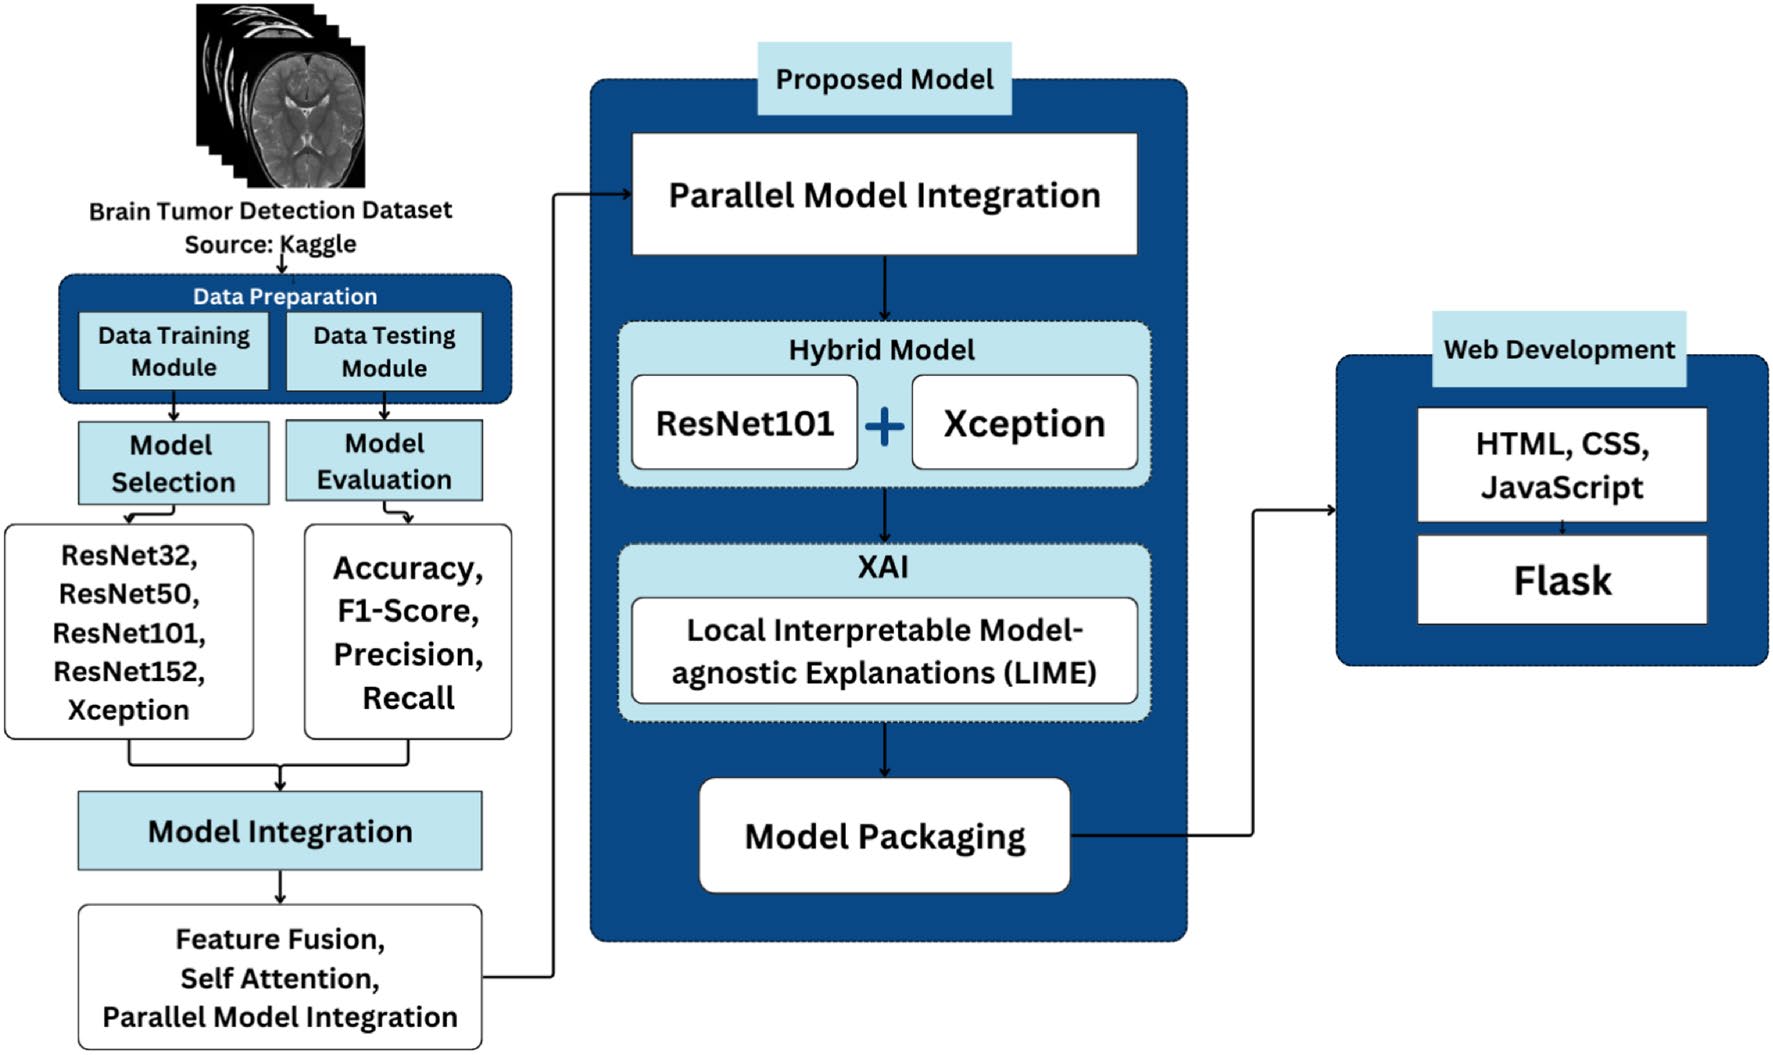 Brain Tumor Detection Dataset
Source: Kaggle
Data Preparation
Data Training
Module
Data Testing
Module
Model
Selection
Model
Evaluation
ResNet32,
ResNet50,
ResNet101,
ResNet152,
Xception
Accuracy,
F1-Score,
Precision,
Recall
Model Integration
Feature Fusion,
Self Attention,
Parallel Model Integration
Proposed Model
Parallel Model Integration
Hybrid Model
ResNet101
+
Xception
XAI
Local Interpretable Model-
agnostic Explanations (LIME)
Model Packaging
Web Development
HTML, CSS,
JavaScript
Flask